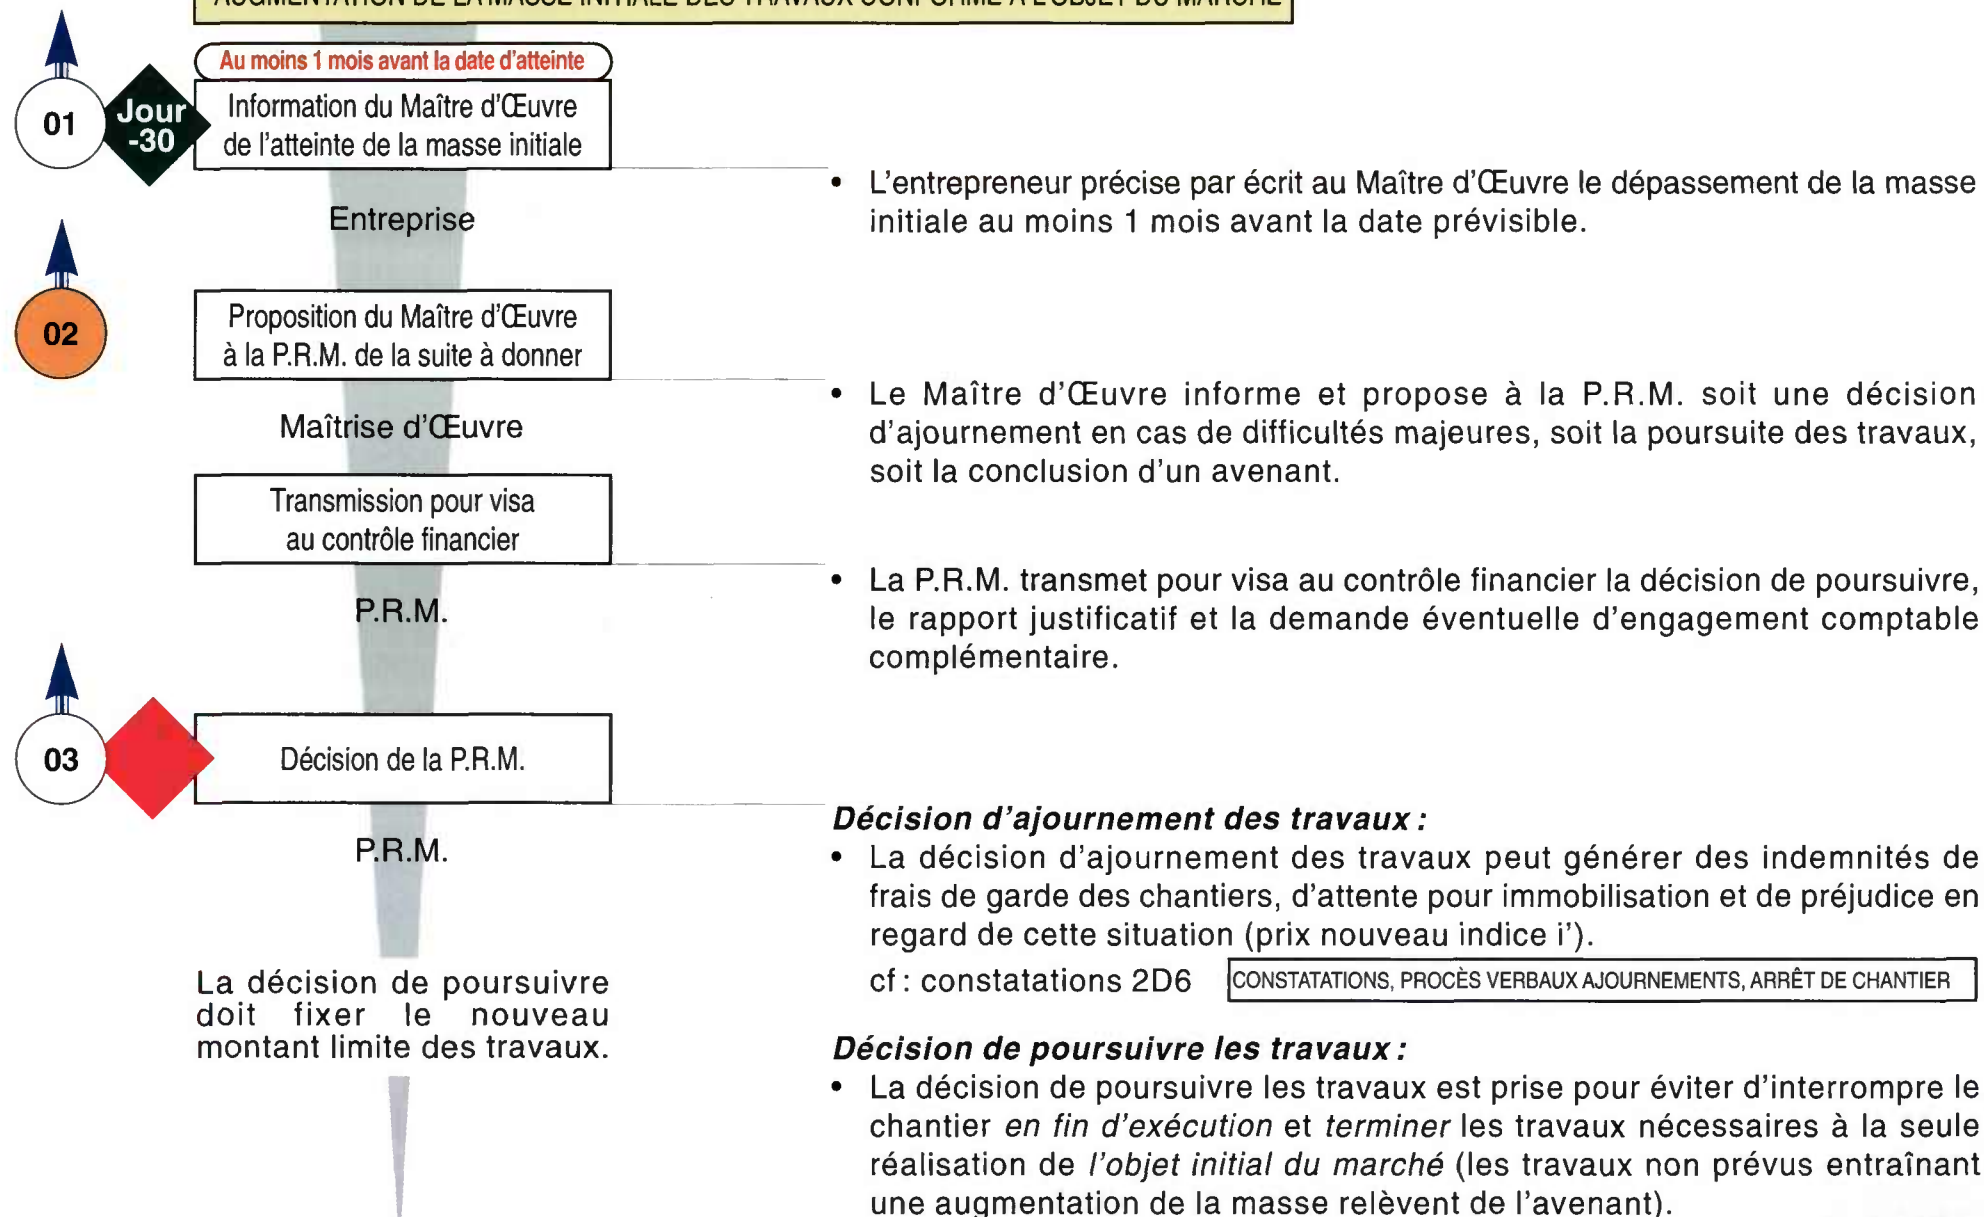 AUGMENTATION DE LA MASSE INITIALE DES TRAVAUX CONFORME A L'OBJET DU MARCHE
Au moins 1 mois avant la date d'atteinte
01
Jour
-30
Information du Maître d'Œuvre
de l'atteinte de la masse initiale
Entreprise
• L'entrepreneur précise par écrit au Maître d'Œuvre le dépassement de la masse
initiale au moins 1 mois avant la date prévisible.
02
Proposition du Maître d'Œuvre
à la P.R.M. de la suite à donner
Maîtrise d'Œuvre
• Le Maître d'Œuvre informe et propose à la P.R.M. soit une décision
d'ajournement en cas de difficultés majeures, soit la poursuite des travaux,
soit la conclusion d'un avenant.
Transmission pour visa
au contrôle financier
P.R.M.
• La P.R.M. transmet pour visa au contrôle financier la décision de poursuivre,
le rapport justificatif et la demande éventuelle d'engagement comptable
complémentaire.
03
Décision de la P.R.M.
P.R.M.
La décision de poursuivre
doit fixer le nouveau
montant limite des travaux.
Décision d'ajournement des travaux :
• La décision d'ajournement des travaux peut générer des indemnités de
frais de garde des chantiers, d'attente pour immobilisation et de préjudice en
regard de cette situation (prix nouveau indice i').
cf : constatations 2D6 CONSTATATIONS, PROCÈS VERBAUX AJOURNEMENTS, ARRÊT DE CHANTIER
Décision de poursuivre les travaux :
• La décision de poursuivre les travaux est prise pour éviter d'interrompre le
chantier en fin d'exécution et terminer les travaux nécessaires à la seule
réalisation de l'objet initial du marché (les travaux non prévus entraînant
une augmentation de la masse relèvent de l'avenant).